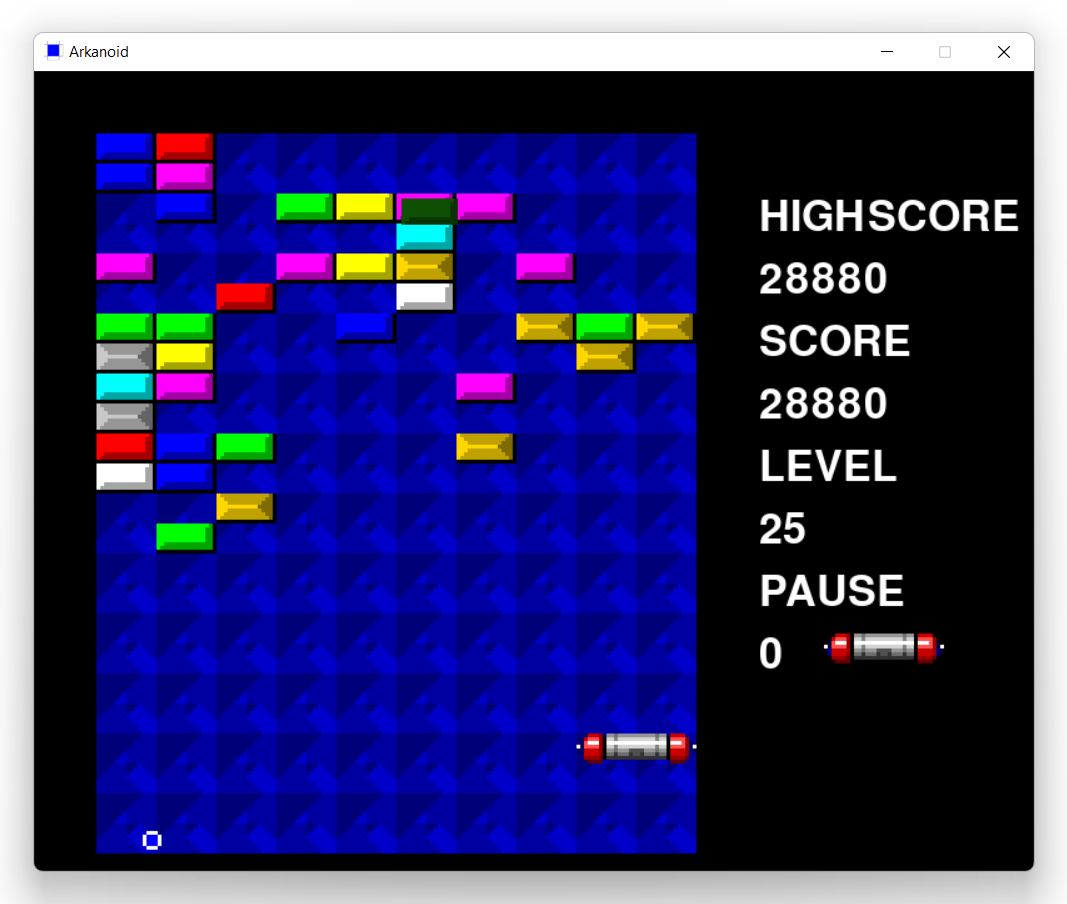 Arkanoid
HIGHSCORE
28880
SCORE
28880
LEVEL
25
PAUSE
0